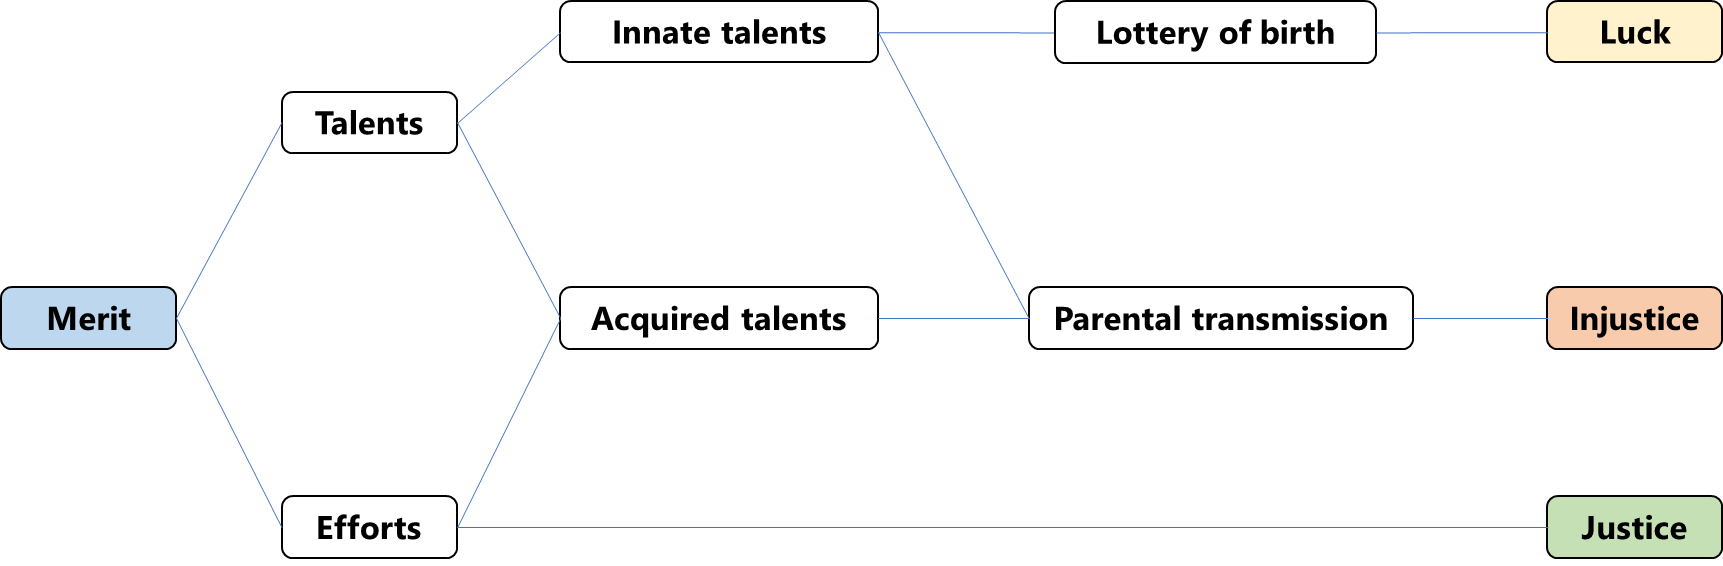 Innate talents
Lottery of birth
Luck
Talents
Merit
Acquired talents
Parental transmission
Injustice
Efforts
Justice